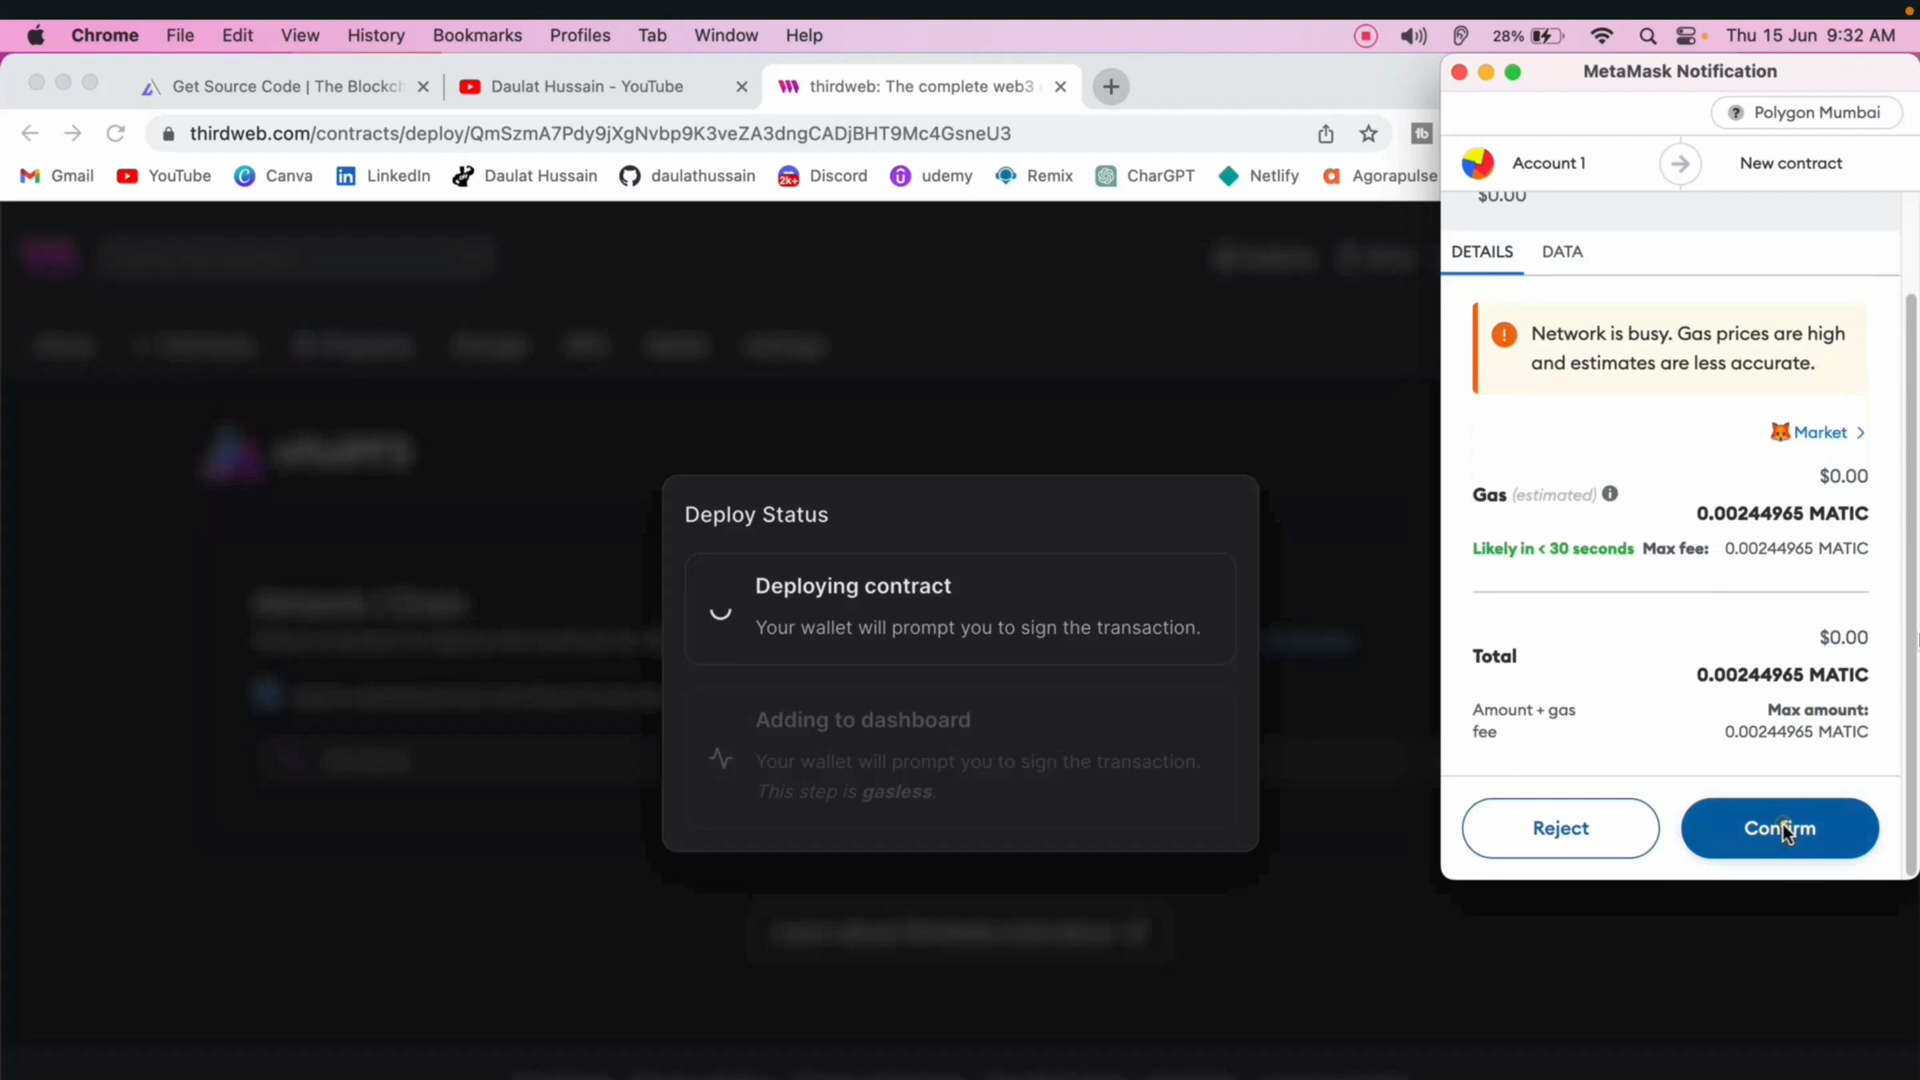 Chrome File Edit View History Bookmarks Profiles Tab Window Help 28% Thu 15 Jun 9:32 AM
Get Source Code | The Blockch
Daulat Hussain - YouTube
thirdweb: The complete web3
thirdweb.com/contracts/deploy/QmSzmA7Pdy9jXgNvbp9K3veZA3dngCADjBHT9Mc4GsneU3
Gmail YouTube Canva LinkedIn Daulat Hussain daulathussain Discord udemy Remix CharGPT Netlify Agorapulse
Deploy Status
Deploying contract
Your wallet will prompt you to sign the transaction.
Adding to dashboard
Your wallet will prompt you to sign the transaction.
This step is gasless.
MetaMask Notification
Polygon Mumbai
Account 1 New contract
$0.00
DETAILS DATA
Network is busy. Gas prices are high
and estimates are less accurate.
Market
$0.00
Gas (estimated)
0.00244965 MATIC
Likely in < 30 seconds Max fee: 0.00244965 MATIC
$0.00
Total
0.00244965 MATIC
Amount + gas
fee
Max amount:
0.00244965 MATIC
Reject Confirm